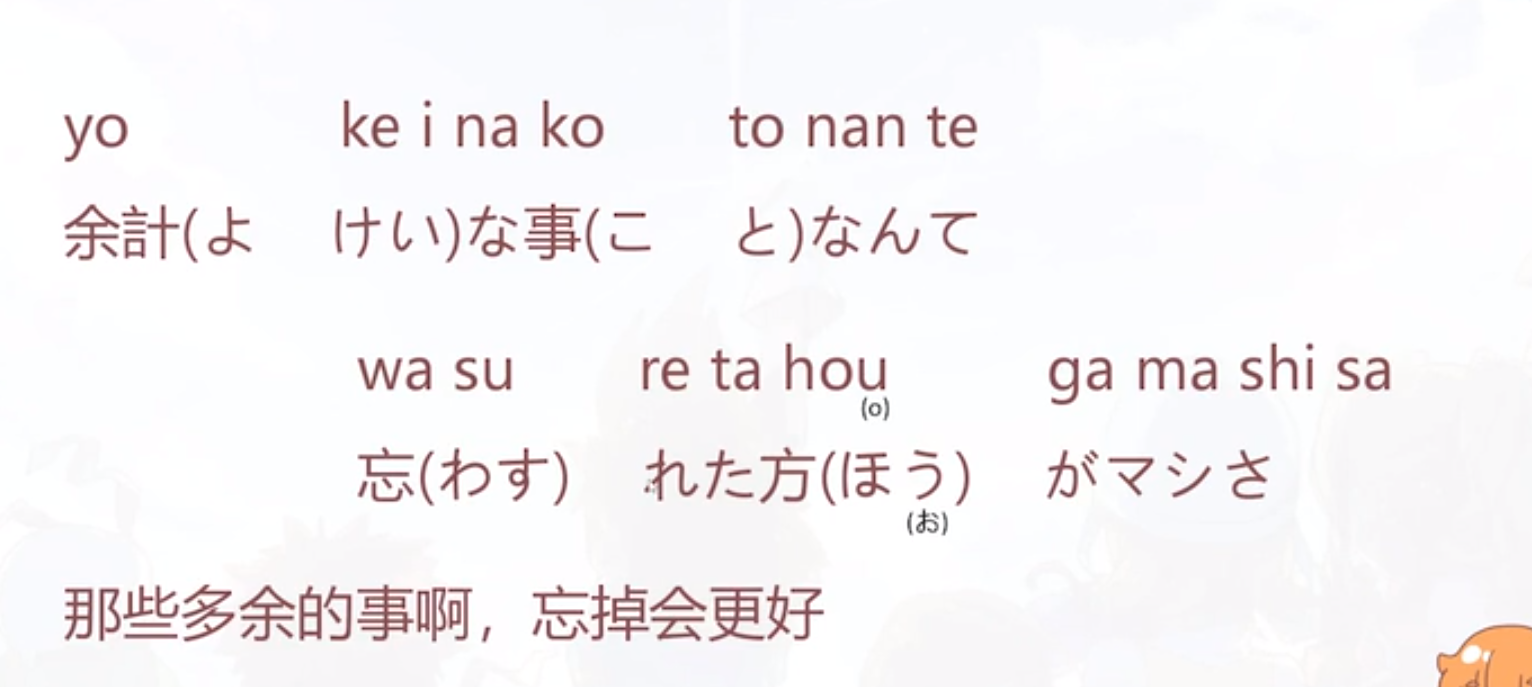 yo ke i na ko to nan te
余計(よ けい)な事(こ と)なんて
wa su re ta hou ga ma shi sa
(o)
忘(わす) れた方(ほう) がマシさ
(お)
那些多余的事啊，忘掉会更好